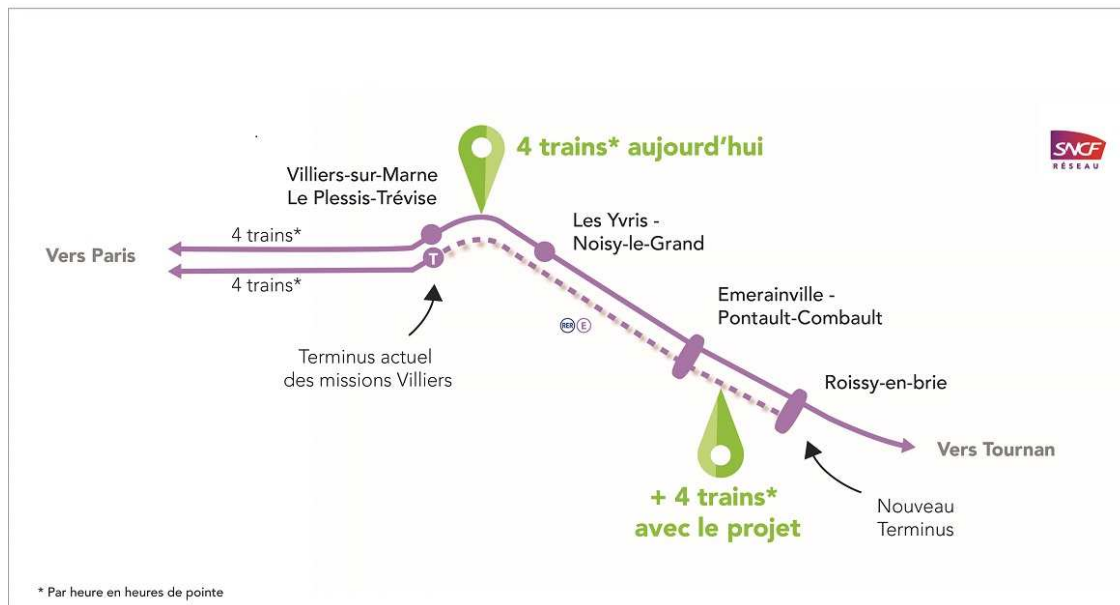 4 trains* aujourd'hui
SNCF
RÉSEAU
Villiers-sur-Marne
Le Plessis-Trévise
Les Yvris -
Noisy-le-Grand
4 trains*
Vers Paris
T
4 trains*
Emerainville -
Pontault-Combault
RER E
Terminus actuel
des missions Villiers
Roissy-en-brie
Vers Tournan
+ 4 trains*
avec le projet
Nouveau
Terminus
* Par heure en heures de pointe